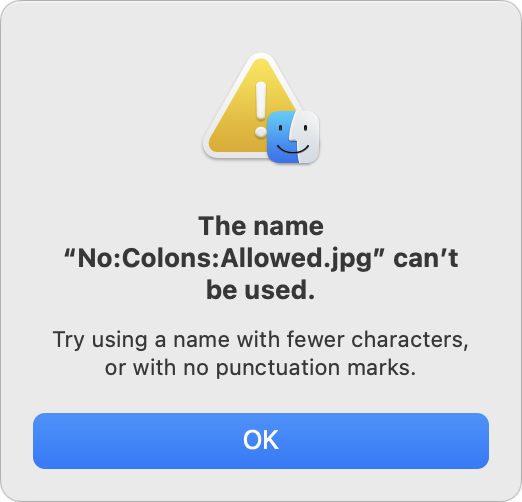 The name
“No:Colons:Allowed.jpg” can’t
be used.
Try using a name with fewer characters,
or with no punctuation marks.
OK